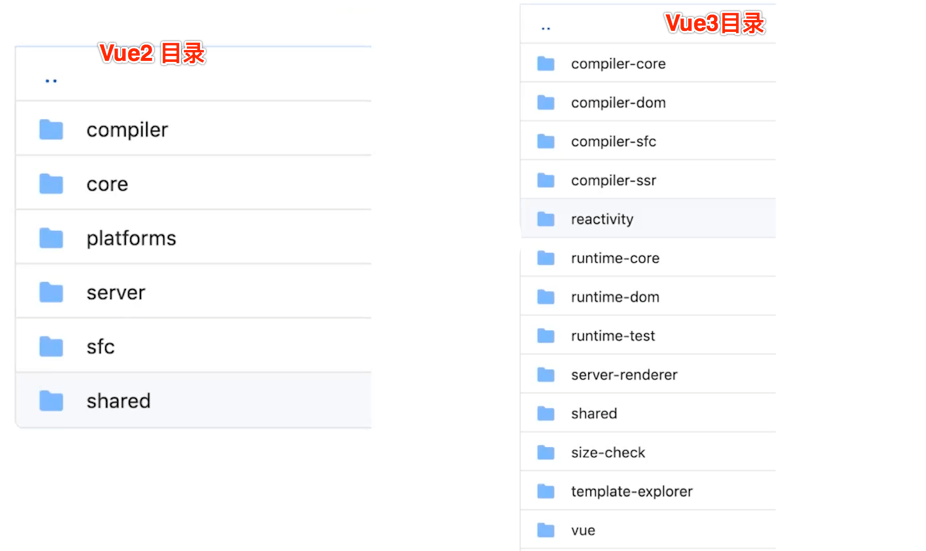 Vue2 目录
..
compiler
core
platforms
server
sfc
shared
Vue3目录
..
compiler-core
compiler-dom
compiler-sfc
compiler-ssr
reactivity
runtime-core
runtime-dom
runtime-test
server-renderer
shared
size-check
template-explorer
vue